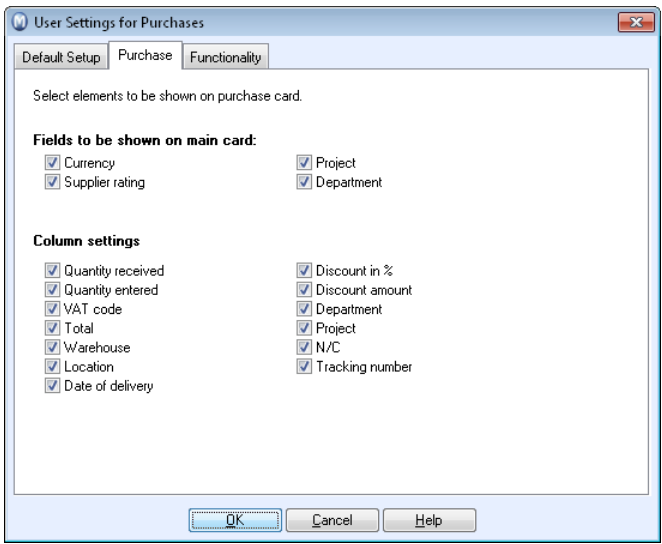 User Settings for Purchases
Default Setup Purchase Functionality
Select elements to be shown on purchase card.
Fields to be shown on main card:
Currency Project
Supplier rating Department
Column settings
Quantity received Discount in %
Quantity entered Discount amount
VAT code Department
Total Project
Warehouse N/C
Location Tracking number
Date of delivery
OK Cancel Help